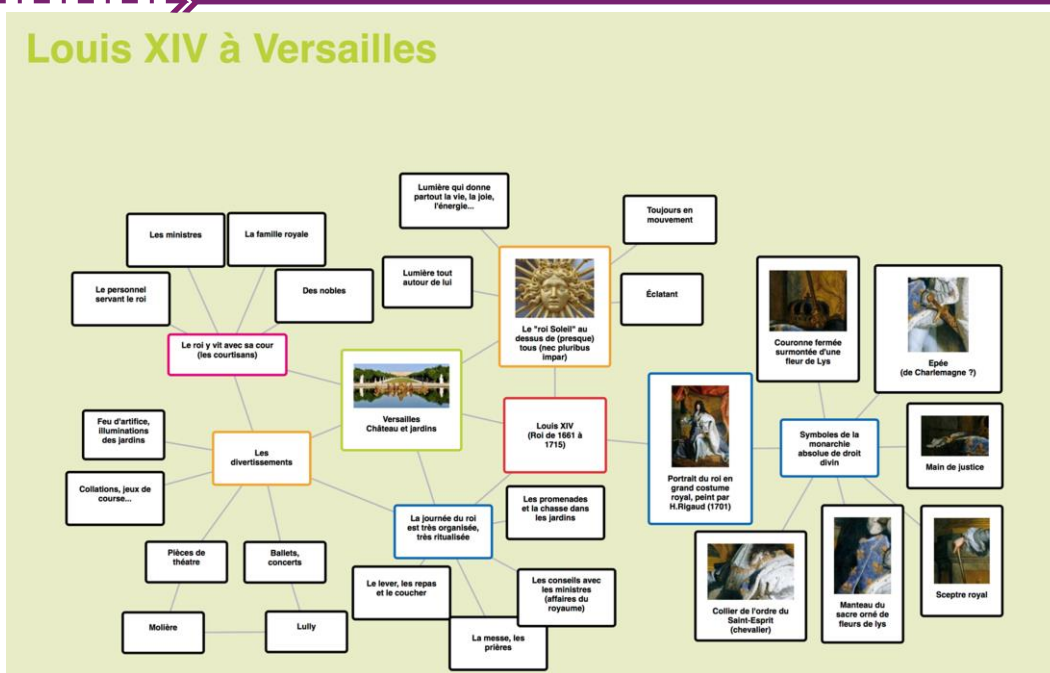 Louis XIV à Versailles
Lumière qui donne
partout la vie, la joie,
l'énergie...
Toujours en
mouvement
Les ministres
La famille royale
Le personnel
servant le roi
Des nobles
Lumière tout
autour de lui
Éclatant
Le "roi Soleil" au
dessus de (presque)
tous (nec pluribus
impar)
Couronne fermée
surmontée d'une
fleur de Lys
Epée
(de Charlemagne ?)
Le roi y vit avec sa cour
(les courtisans)
Versailles
Château et jardins
Louis XIV
(Roi de 1661 à
1715)
Portrait du roi en
grand costume
royal, peint par
H.Rigaud (1701)
Symboles de la
monarchie
absolue de droit
divin
Main de justice
Feu d'artifice,
illuminations
des jardins
Les
divertissements
Collations, jeux de
course...
La journée du roi
est très organisée,
très ritualisée
Les promenades
et la chasse dans
les jardins
Pièces de
théatre
Ballets,
concerts
Le lever, les repas
et le coucher
Les conseils avec
les ministres
(affaires du
royaume)
Collier de l'ordre du
Saint-Esprit
(chevalier)
Manteau du
sacre orné de
fleurs de lys
Sceptre royal
Molière
Lully
La messe, les
prières